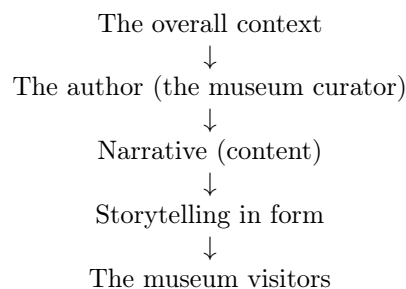 The overall context
↓
The author (the museum curator)
↓
Narrative (content)
↓
Storytelling in form
↓
The museum visitors